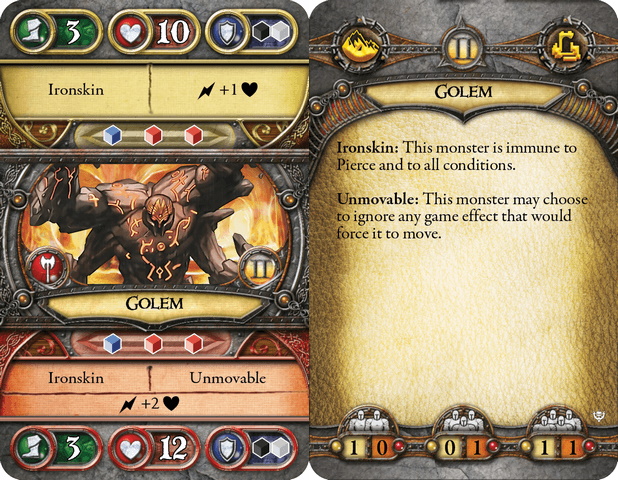 3 10
Ironskin
+1
II
GOLEM
Ironskin Unmovable
+2
3 12
II
GOLEM
Ironskin: This monster is immune to
Pierce and to all conditions.
Unmovable: This monster may choose
to ignore any game effect that would
force it to move.
1 0 0 1 1 1